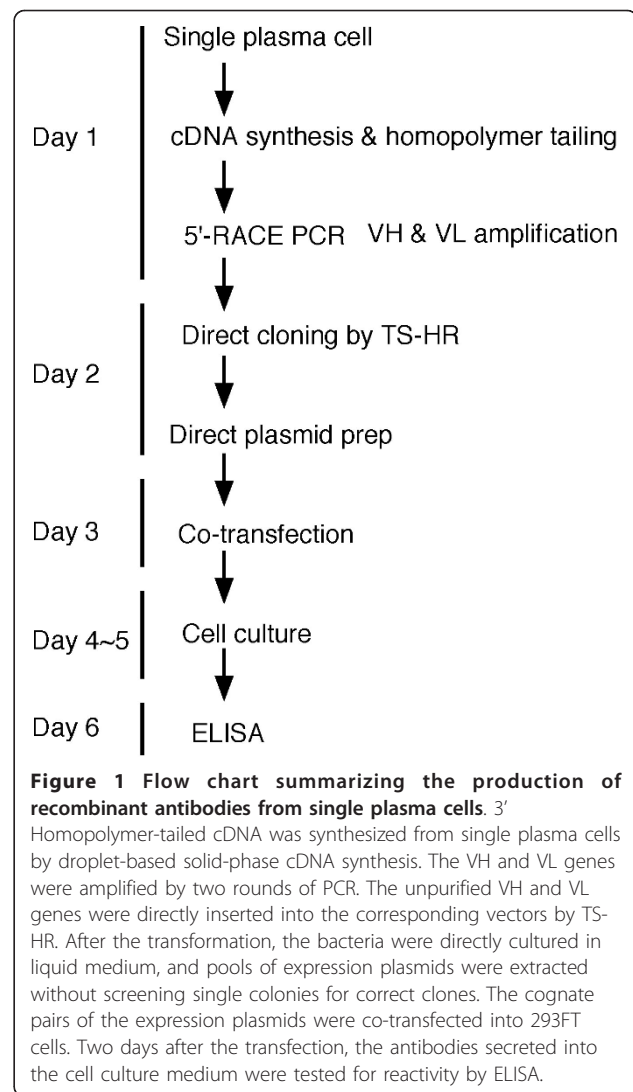 Single plasma cell
Day 1
cDNA synthesis & homopolymer tailing
5'-RACE PCR VH & VL amplification
Direct cloning by TS-HR
Day 2
Direct plasmid prep
Day 3
Co-transfection
Day 4~5
Cell culture
Day 6
ELISA
Figure 1 Flow chart summarizing the production of
recombinant antibodies from single plasma cells. 3'
Homopolymer-tailed cDNA was synthesized from single plasma cells
by droplet-based solid-phase cDNA synthesis. The VH and VL genes
were amplified by two rounds of PCR. The unpurified VH and VL
genes were directly inserted into the corresponding vectors by TS-
HR. After the transformation, the bacteria were directly cultured in
liquid medium, and pools of expression plasmids were extracted
without screening single colonies for correct clones. The cognate
pairs of the expression plasmids were co-transfected into 293FT
cells. Two days after the transfection, the antibodies secreted into
the cell culture medium were tested for reactivity by ELISA.